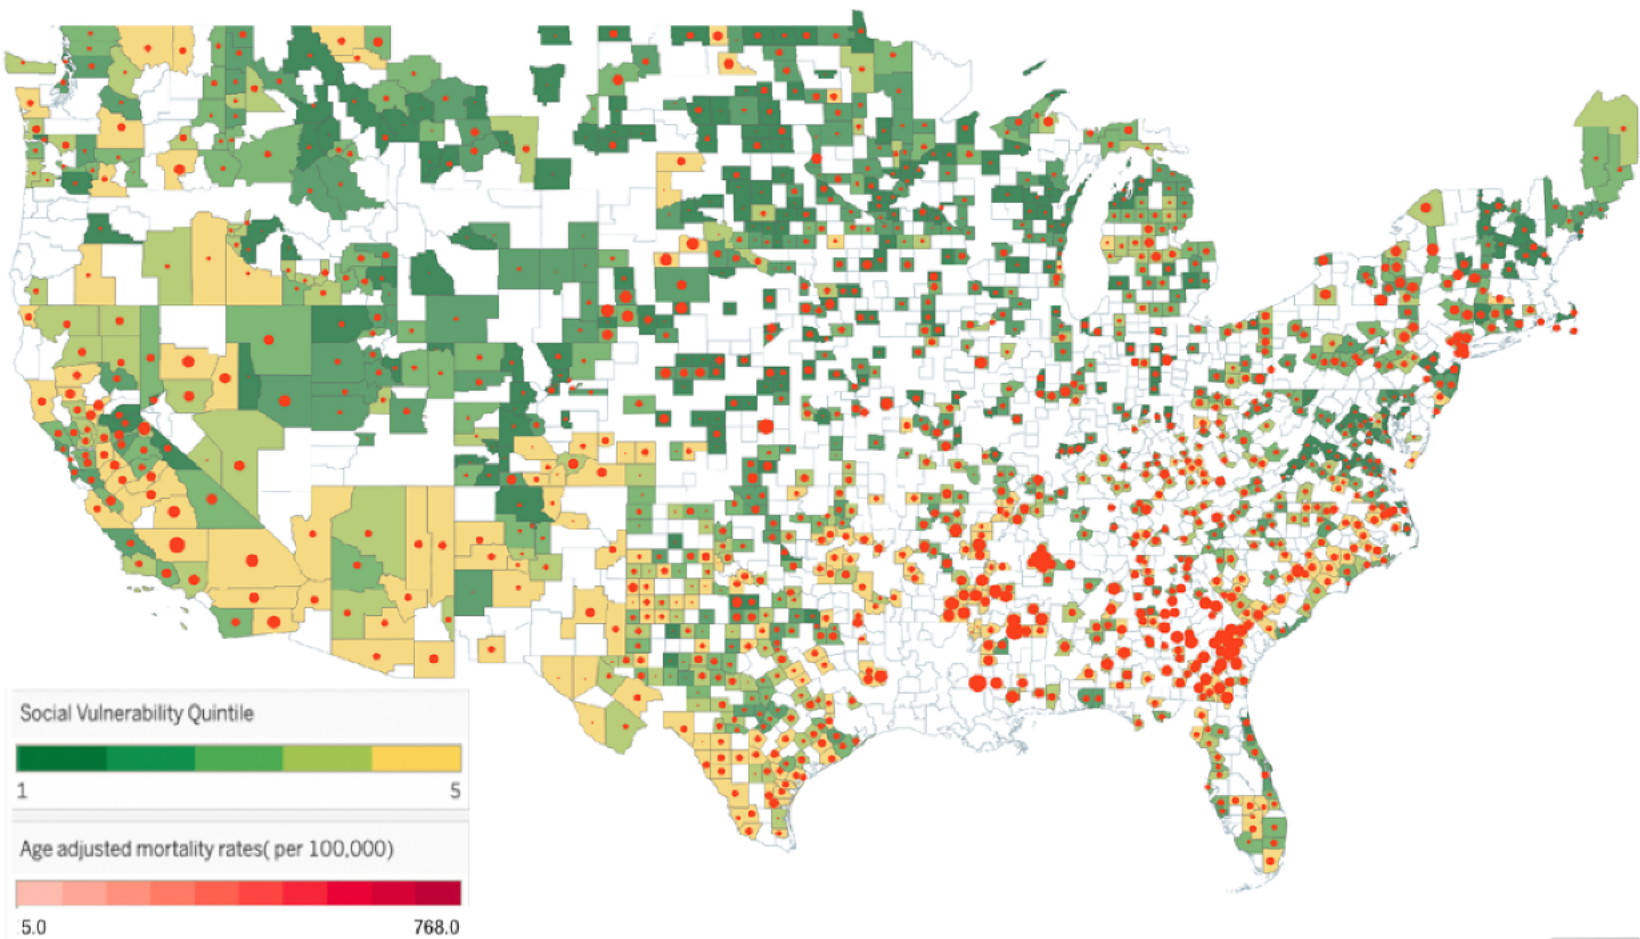 Social Vulnerability Quintile
1 5
Age adjusted mortality rates( per 100,000)
5.0 768.0